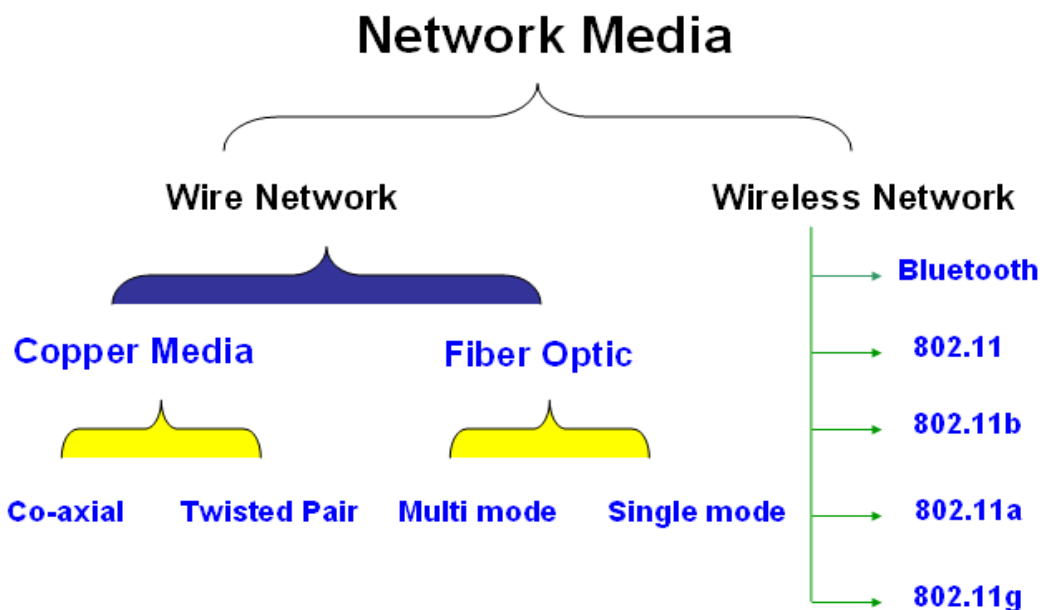 Network Media
Wire Network
Wireless Network
Bluetooth
Copper Media
Fiber Optic
802.11
802.11b
Co-axial
Twisted Pair
Multi mode
Single mode
802.11a
802.11g